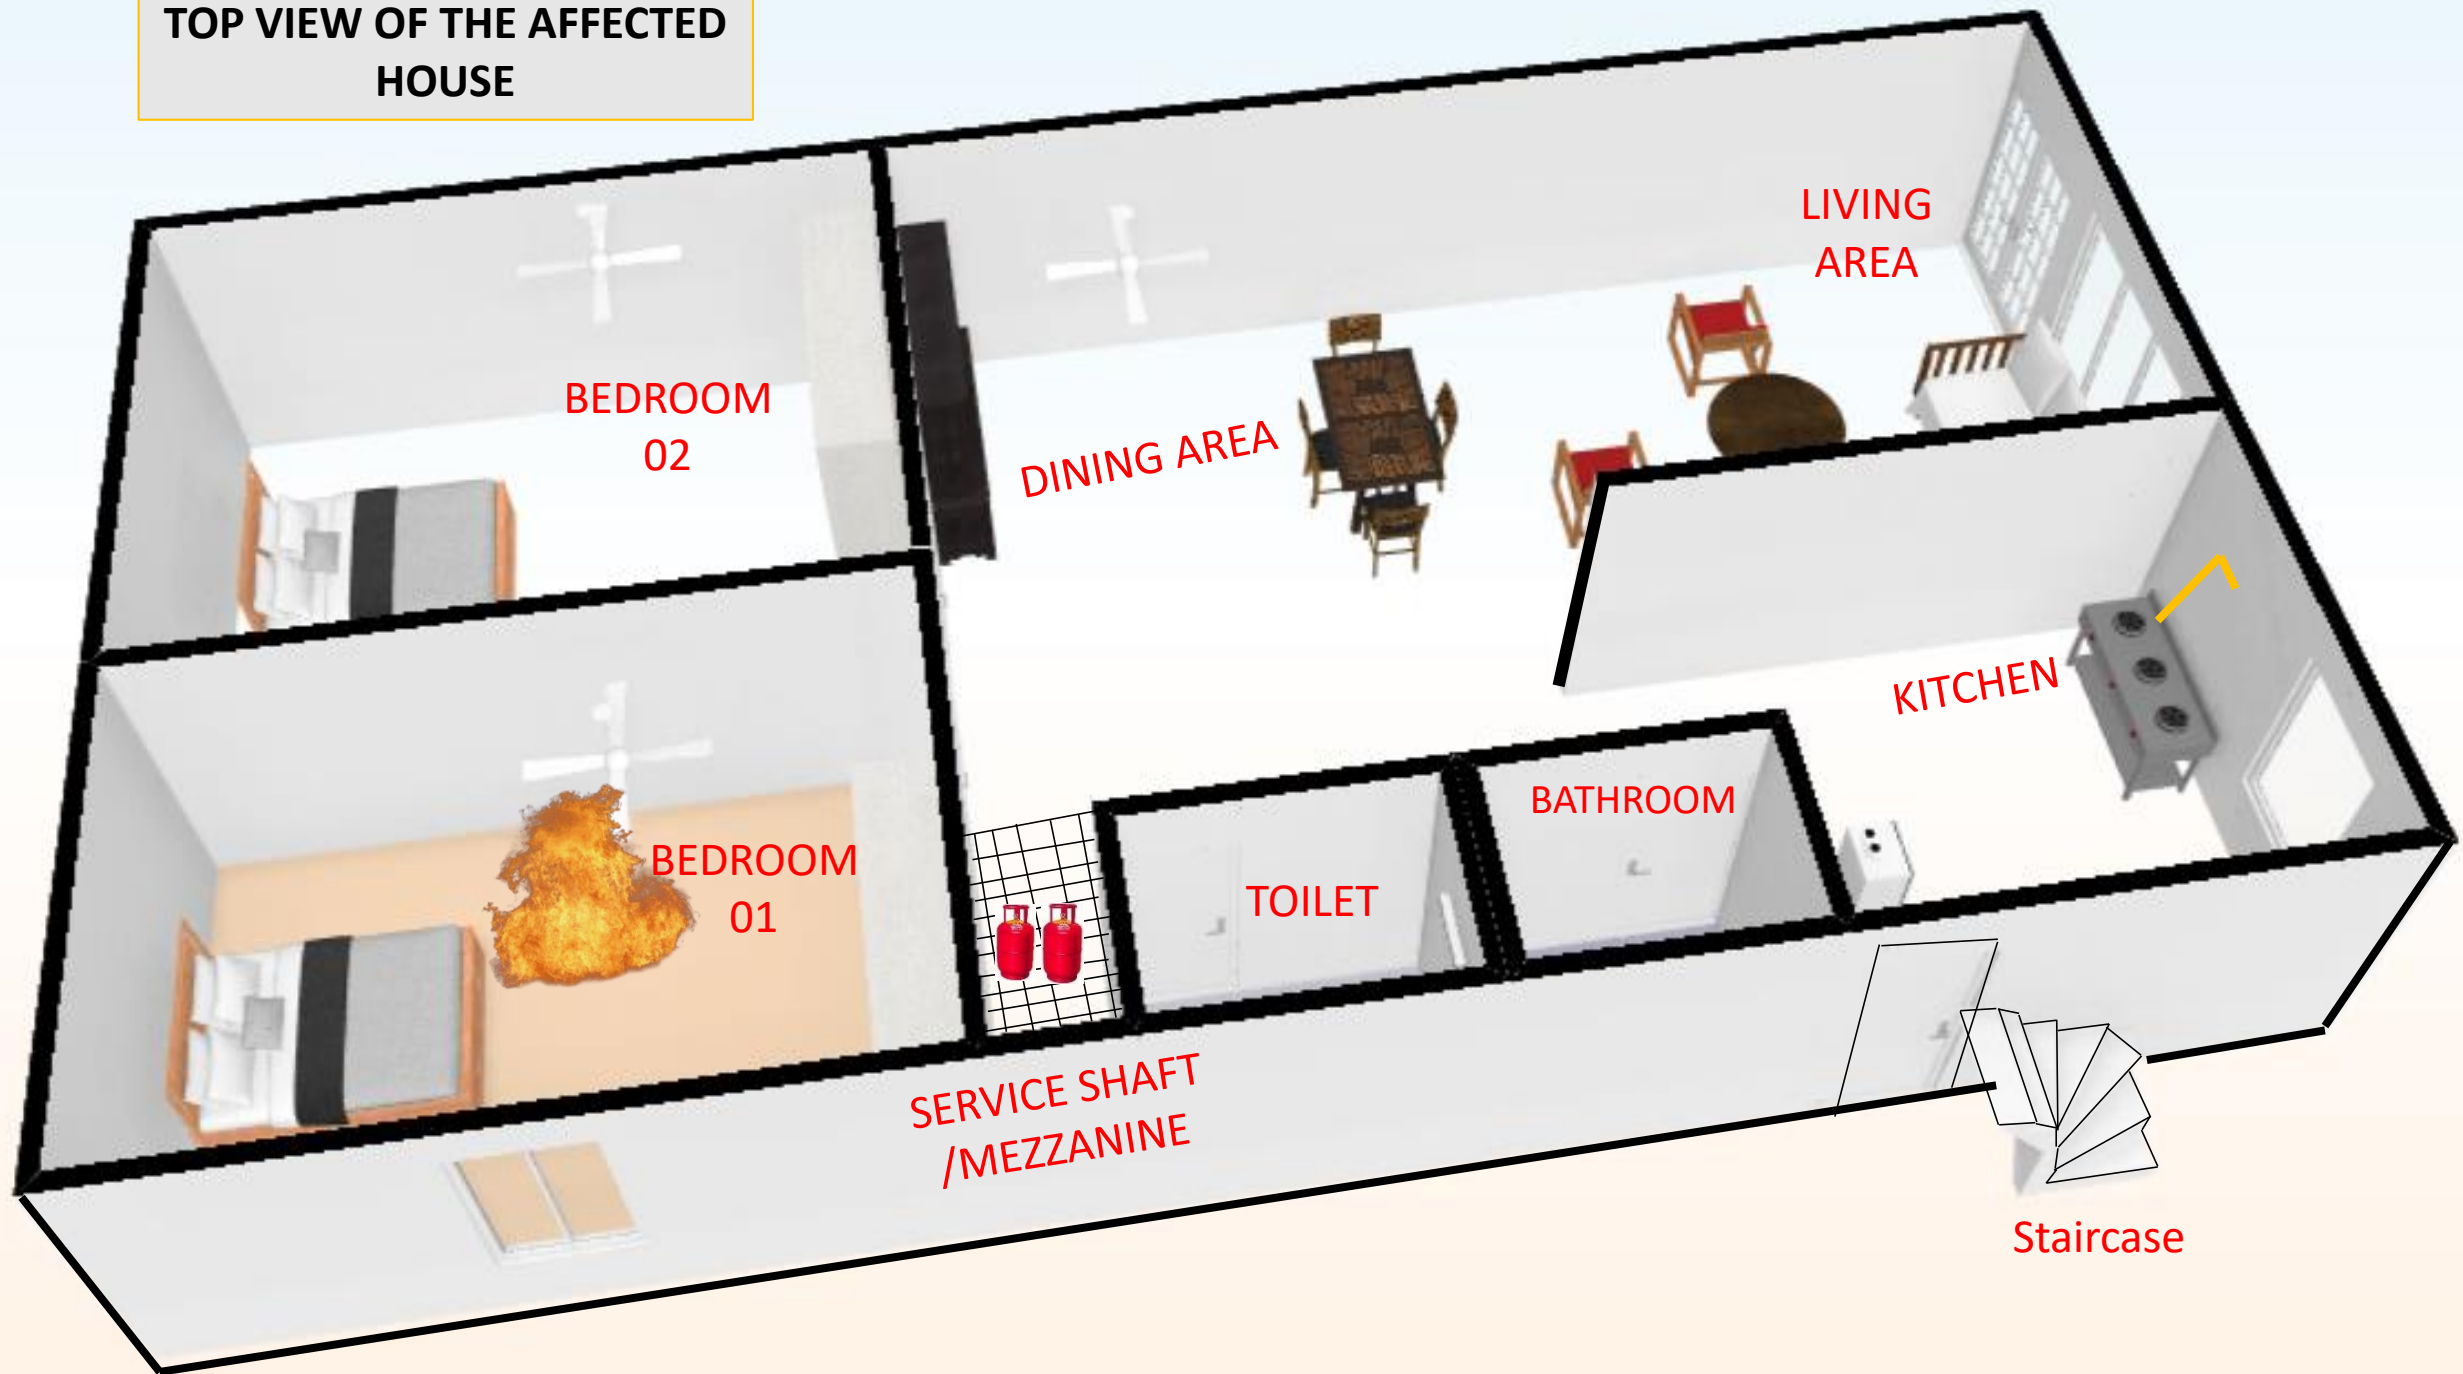 TOP VIEW OF THE AFFECTED
HOUSE
LIVING
AREA
BEDROOM
02
DINING AREA
KITCHEN
BATHROOM
BEDROOM
01
TOILET
SERVICE SHAFT
/MEZZANINE
Staircase